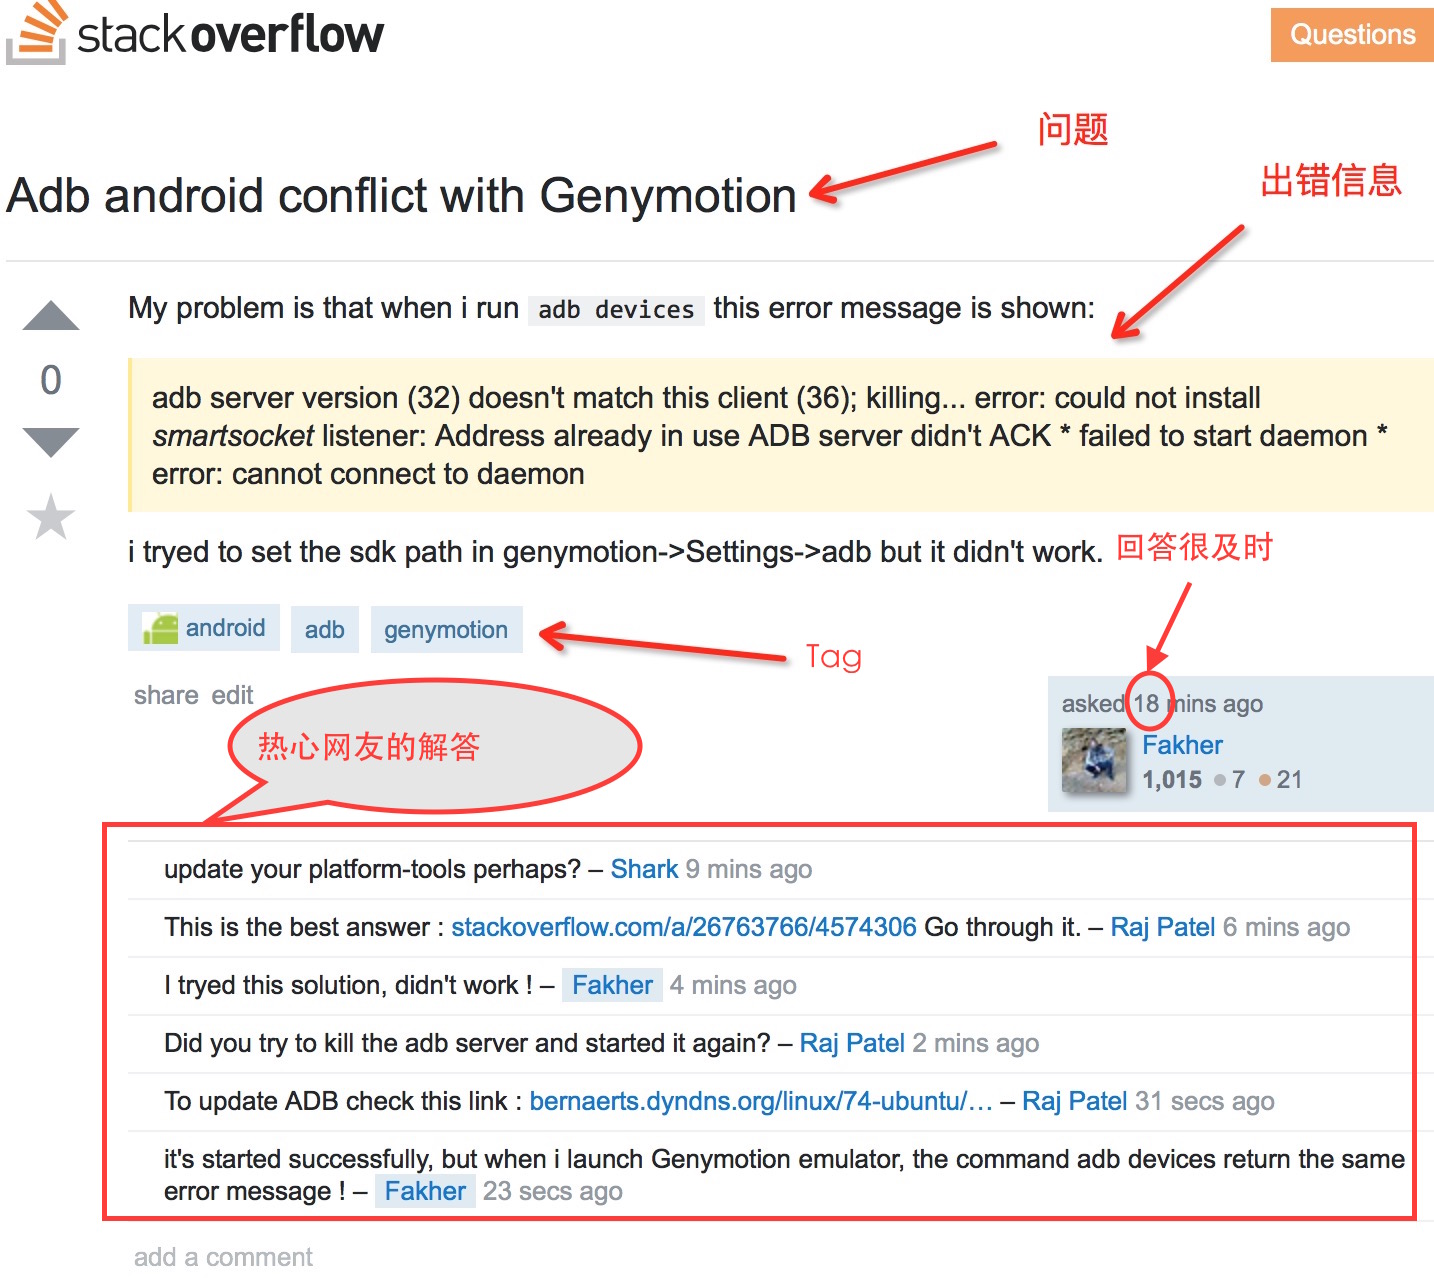 stackoverflow
Questions
问题
出错信息
Adb android conflict with Genymotion
My problem is that when i run adb devices this error message is shown:
0
adb server version (32) doesn't match this client (36); killing... error: could not install
smartsocket listener: Address already in use ADB server didn't ACK * failed to start daemon *
error: cannot connect to daemon
i tryed to set the sdk path in genymotion->Settings->adb but it didn't work.
回答很及时
android adb genymotion
Tag
share edit
asked 18 mins ago
热心网友的解答
Fakher
1,015 7 21
update your platform-tools perhaps? – Shark 9 mins ago
This is the best answer : stackoverflow.com/a/26763766/4574306 Go through it. – Raj Patel 6 mins ago
I tryed this solution, didn't work ! – Fakher 4 mins ago
Did you try to kill the adb server and started it again? – Raj Patel 2 mins ago
To update ADB check this link : bernaerts.dyndns.org/linux/74-ubuntu/… – Raj Patel 31 secs ago
it's started successfully, but when i launch Genymotion emulator, the command adb devices return the same
error message ! – Fakher 23 secs ago
add a comment